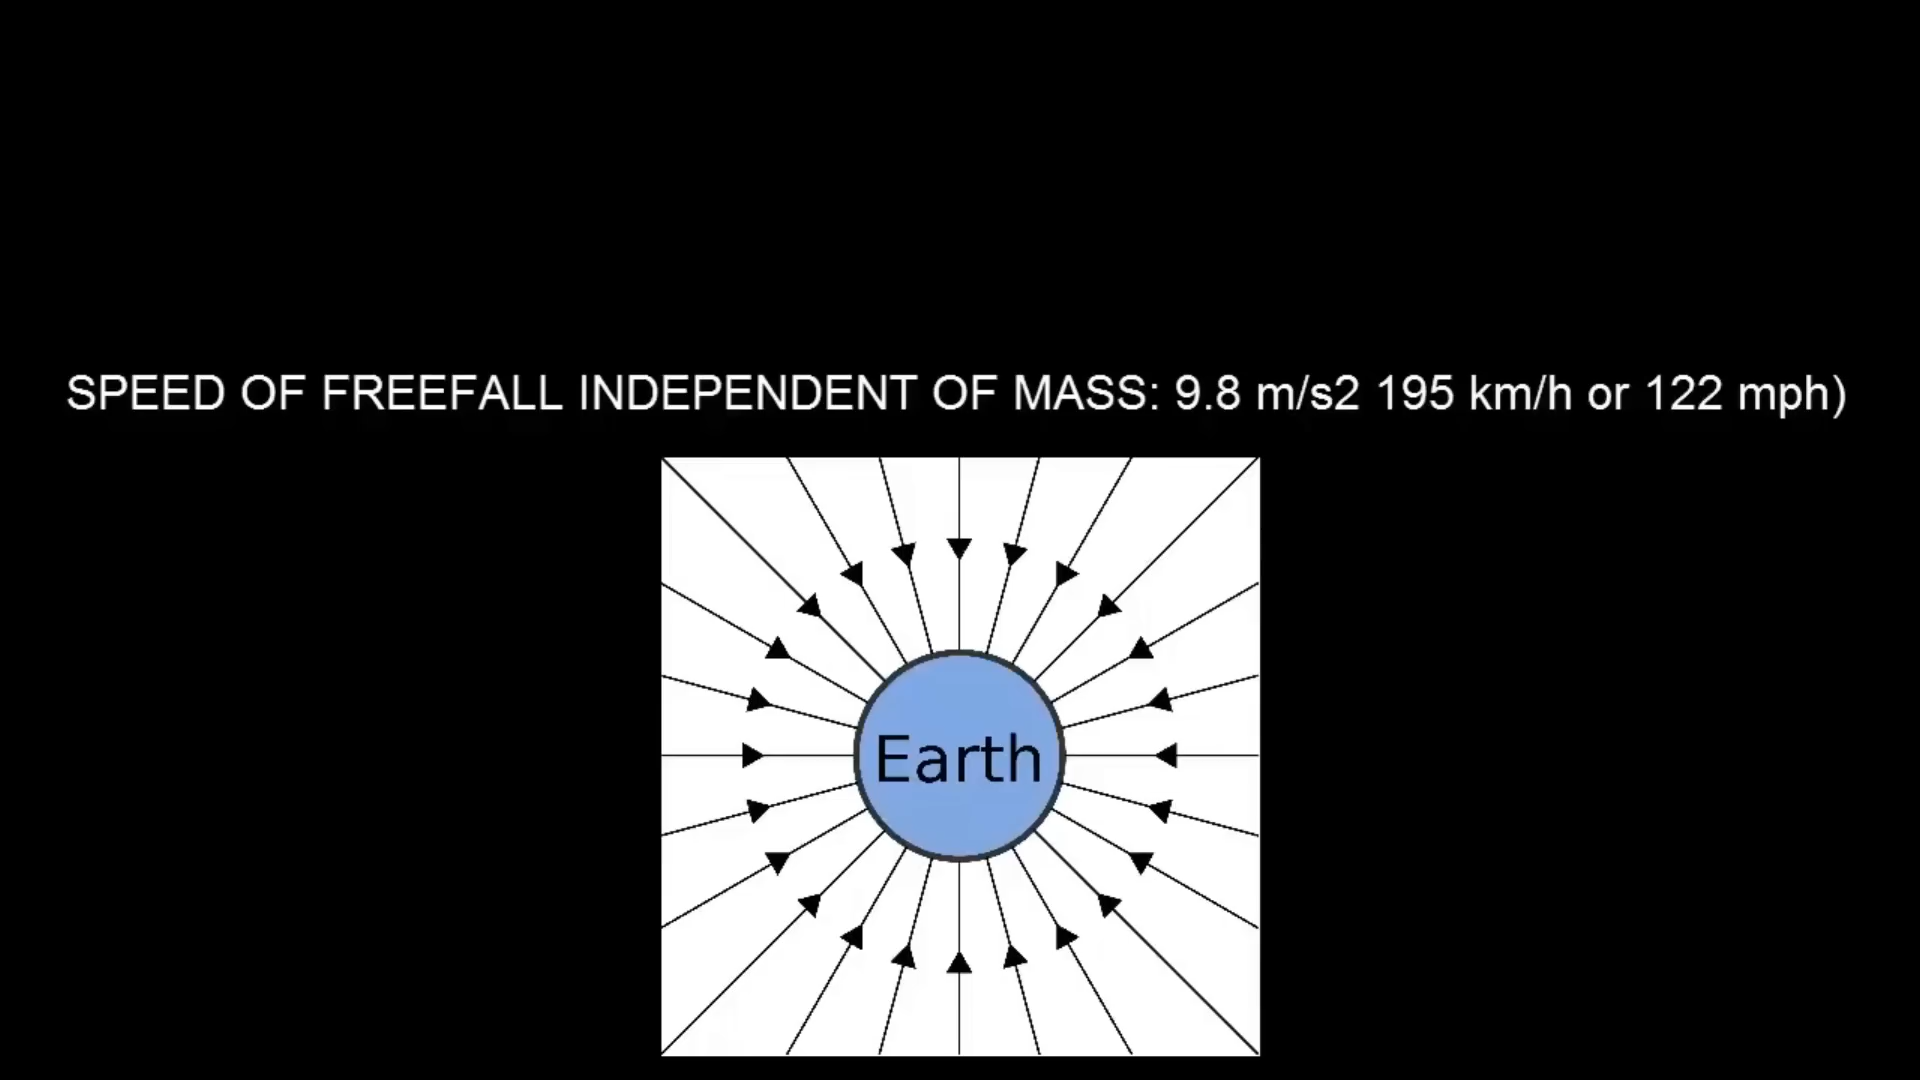 SPEED OF FREEFALL INDEPENDENT OF MASS: 9.8 m/s2 195 km/h or 122 mph)
Earth